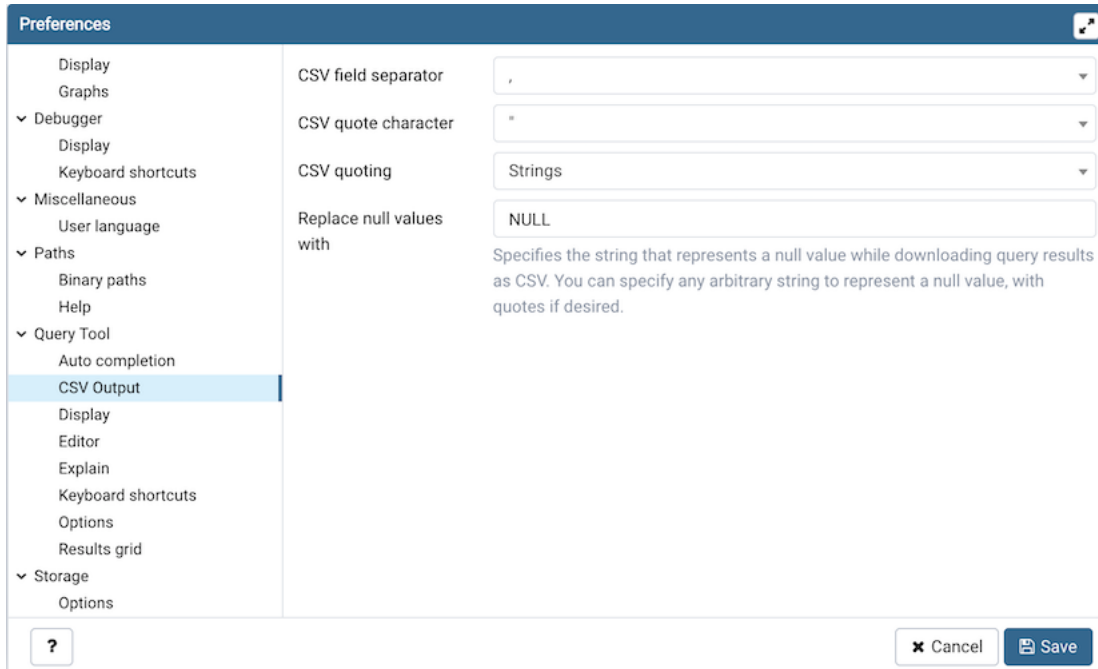 Preferences
Display
Graphs
Debugger
Display
Keyboard shortcuts
Miscellaneous
User language
Paths
Binary paths
Help
Query Tool
Auto completion
CSV Output
Display
Editor
Explain
Keyboard shortcuts
Options
Results grid
Storage
Options
CSV field separator
,
CSV quote character
"
CSV quoting
Strings
Replace null values
with
NULL
Specifies the string that represents a null value while downloading query results
as CSV. You can specify any arbitrary string to represent a null value, with
quotes if desired.
?
Cancel
Save